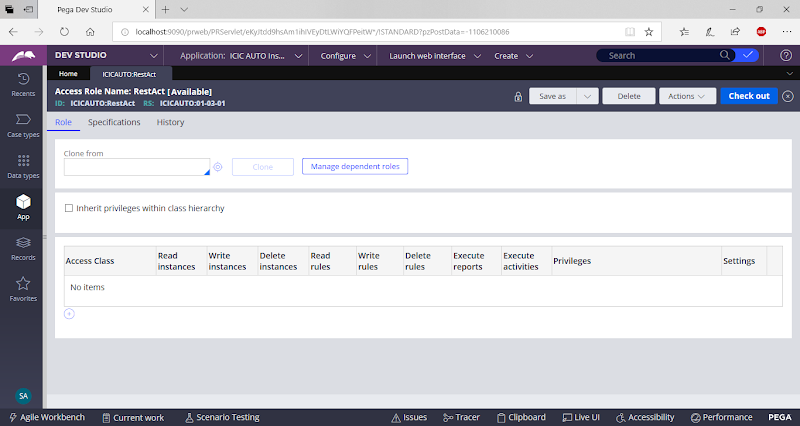 Pega Dev Studio
localhost:9090/prweb/PRServlet/eKyJtdd9hsAm1ihIVEyDtLWiYQFPeitW*/!STANDARD?pzPostData=-1106210086
ABP
DEV STUDIO
Application: ICIC AUTO Ins...
Configure
Launch web interface
Create
Search
Recents
Case types
Data types
App
Records
Favorites
SA
Home
ICICAUTO:RestAct
Access Role Name: RestAct [Available]
ID: ICICAUTO:RestAct RS: ICICAUTO:01-03-01
Save as
Delete
Actions
Check out
Role
Specifications
History
Clone from
Clone
Manage dependent roles
Inherit privileges within class hierarchy
Access Class
Read instances
Write instances
Delete instances
Read rules
Write rules
Delete rules
Execute reports
Execute activities
Privileges
Settings
No items
Agile Workbench
Current work
Scenario Testing
Issues
Tracer
Clipboard
Live UI
Accessibility
Performance
PEGA